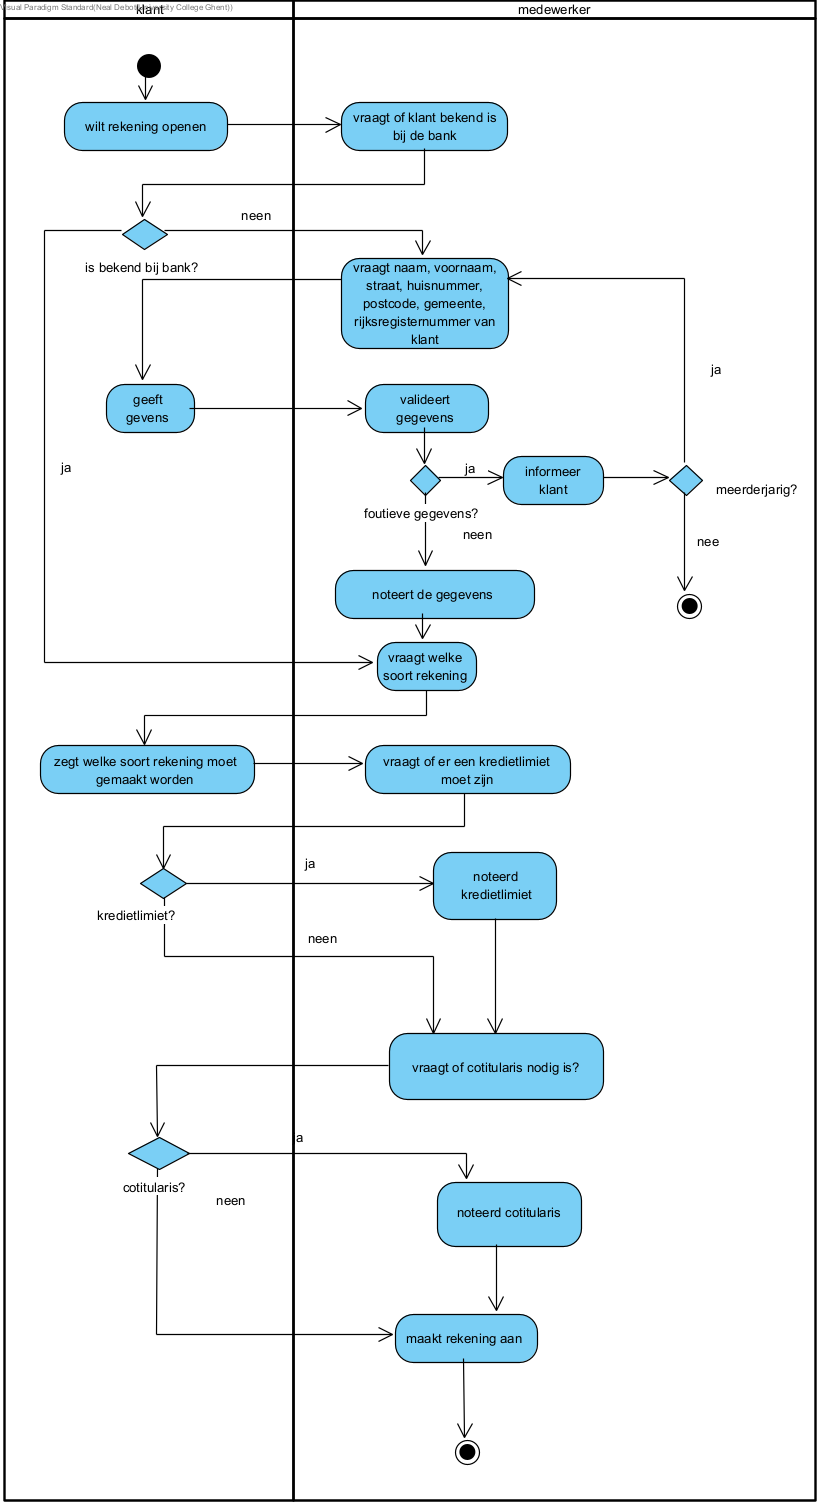 Visual Paradigm Standard(Neal Debot(University College Ghent))
klant
medewerker
wilt rekening openen
vraagt of klant bekend is
bij de bank
neen
is bekend bij bank?
vraagt naam, voornaam,
straat, huisnummer,
postcode, gemeente,
rijksregisternummer van
klant
ja
geeft
gevens
valideert
gegevens
ja
ja
informeer
klant
meerderjarig?
foutieve gegevens?
neen
nee
noteert de gegevens
vraagt welke
soort rekening
zegt welke soort rekening moet
gemaakt worden
vraagt of er een kredietlimiet
moet zijn
ja
noteerd
kredietlimiet
kredietlimiet?
neen
vraagt of cotitularis nodig is?
a
cotitularis?
neen
noteerd cotitularis
maakt rekening aan